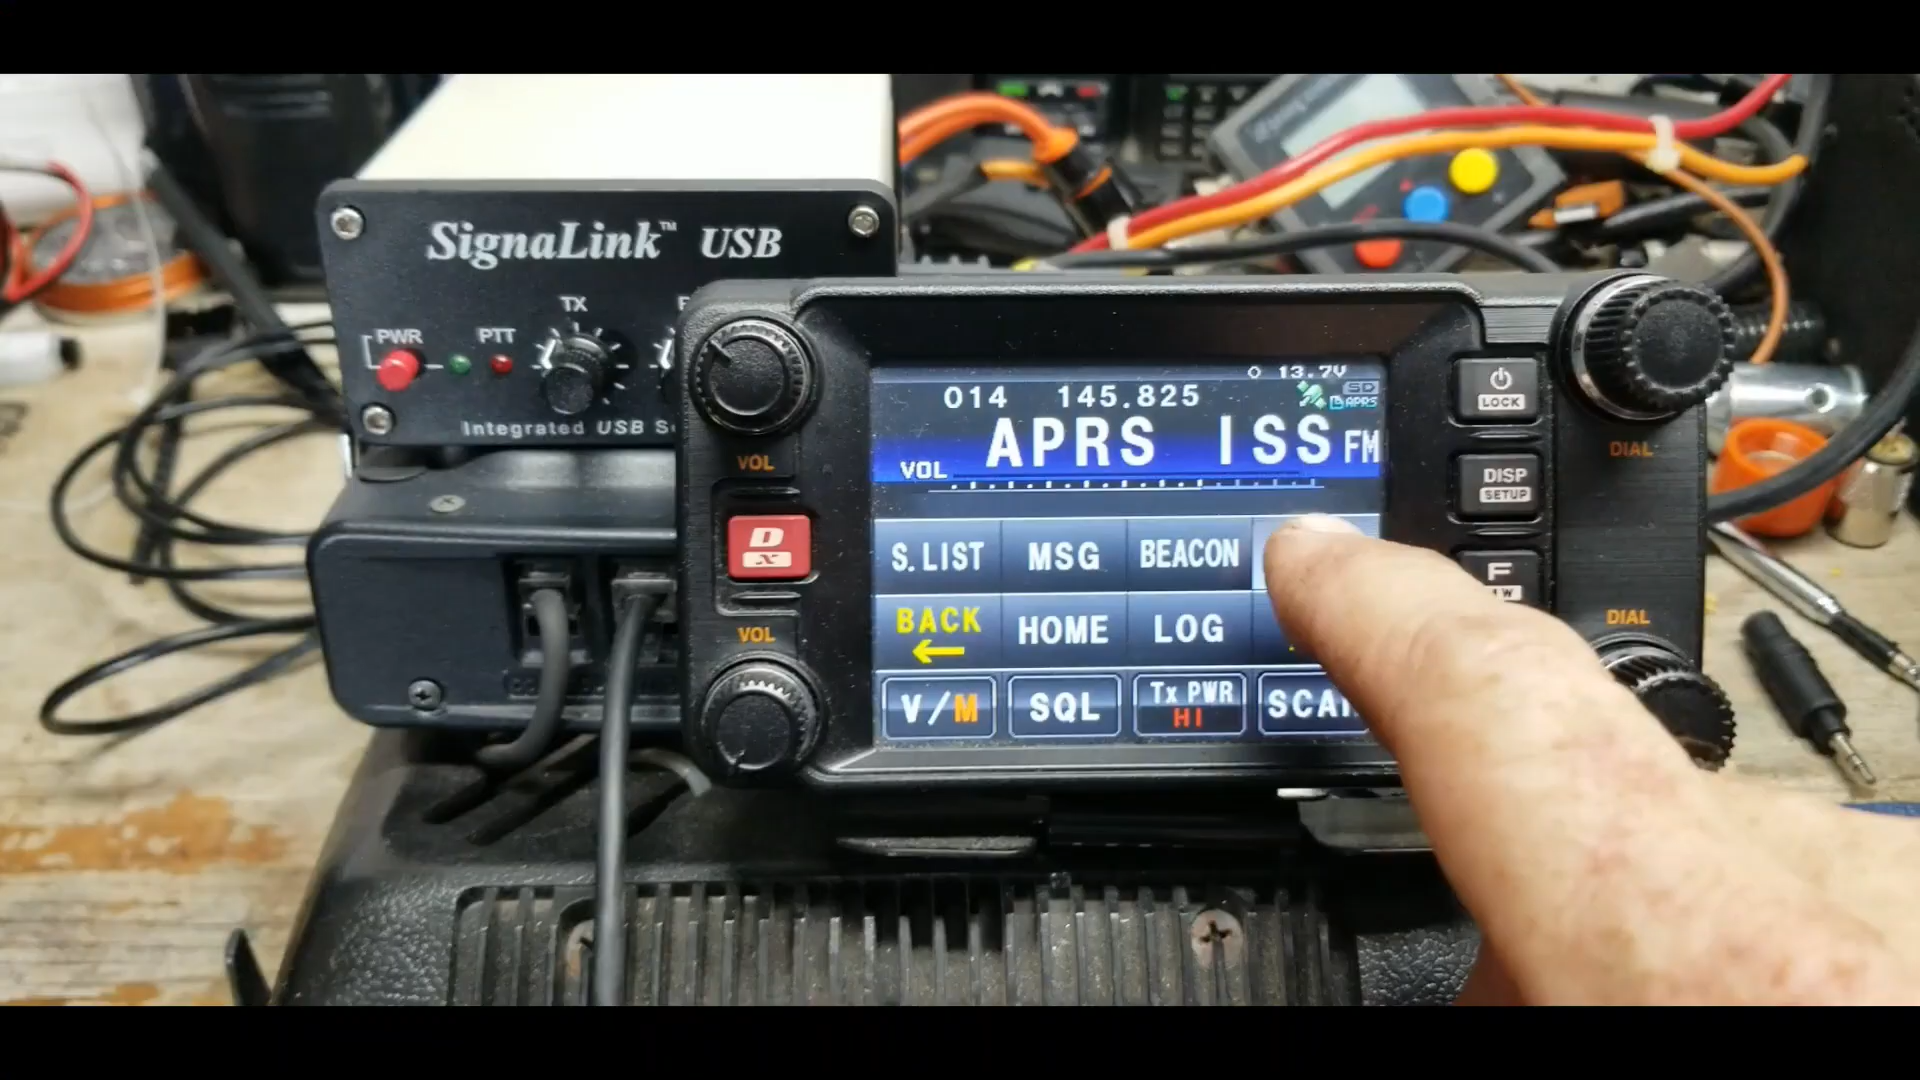 SignaLink™ USB
TX
PWR
PTT
Integrated USB S
VOL
VOL
D
X
13.7V
014 145.825
SD
APRS
APRS ISS FM
VOL
S.LIST MSG BEACON
BACK HOME LOG
V/M SQL Tx PWR SCAN
HI
LOCK
DISP
SETUP
F
DIAL
DIAL